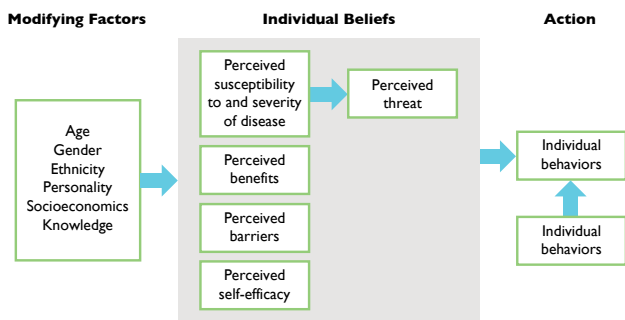 Modifying Factors
Individual Beliefs
Action
Age
Gender
Ethnicity
Personality
Socioeconomics
Knowledge
Perceived
susceptibility
to and severity
of disease
Perceived
threat
Perceived
benefits
Perceived
barriers
Perceived
self-efficacy
Individual
behaviors
Individual
behaviors